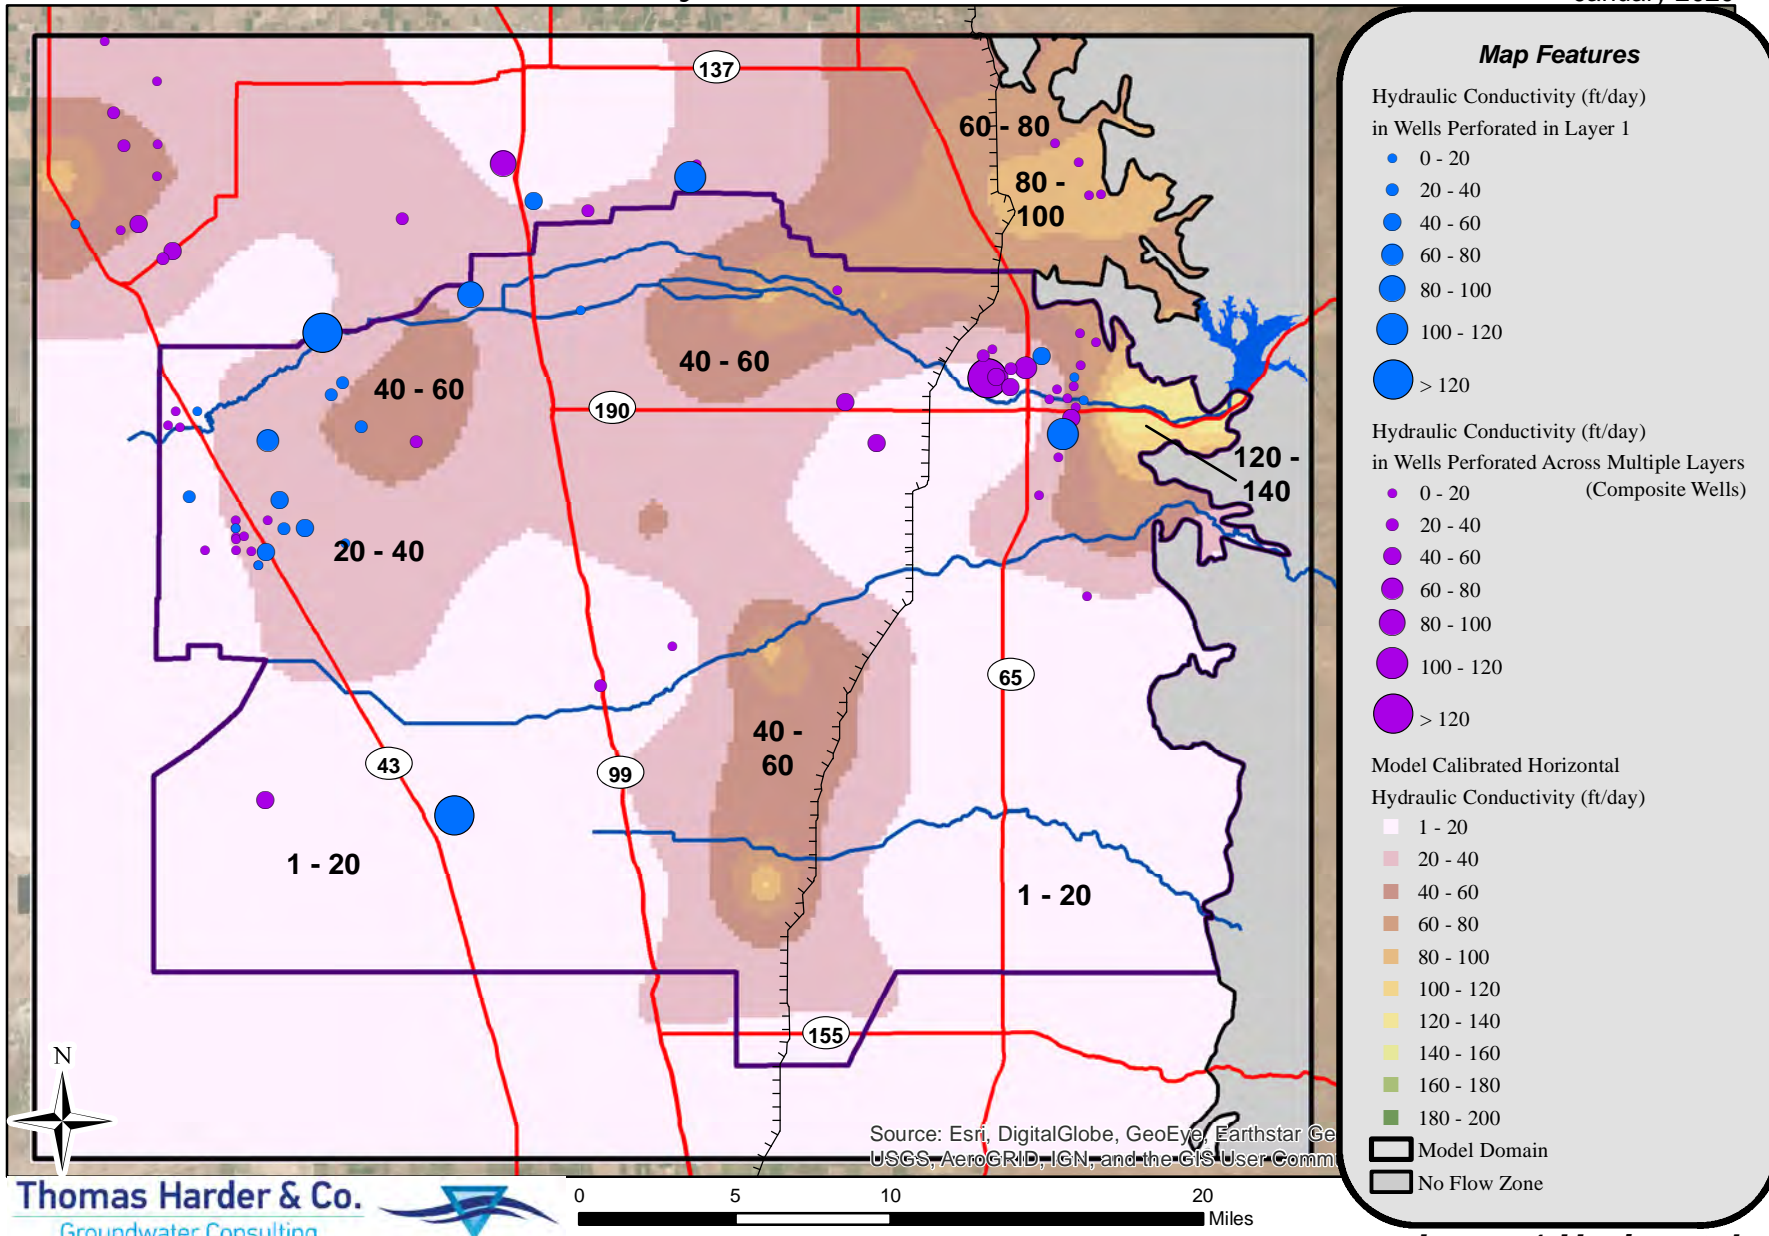 137
60 - 80
80 -
100
40 - 60
40 - 60
190
120 -
140
20 - 40
40 -
60
65
43
99
1 - 20
1 - 20
155
N
Source: Esri, DigitalGlobe, GeoEye, Earthstar Ge
USGS, AeroGRID, IGN, and the GIS User Comm
Thomas Harder & Co.
Groundwater Consulting
0 5 10 20
Miles
Map Features
Hydraulic Conductivity (ft/day)
in Wells Perforated in Layer 1
0 - 20
20 - 40
40 - 60
60 - 80
80 - 100
100 - 120
> 120
Hydraulic Conductivity (ft/day)
in Wells Perforated Across Multiple Layers
(Composite Wells)
0 - 20
20 - 40
40 - 60
60 - 80
80 - 100
100 - 120
> 120
Model Calibrated Horizontal
Hydraulic Conductivity (ft/day)
1 - 20
20 - 40
40 - 60
60 - 80
80 - 100
100 - 120
120 - 140
140 - 160
160 - 180
180 - 200
Model Domain
No Flow Zone